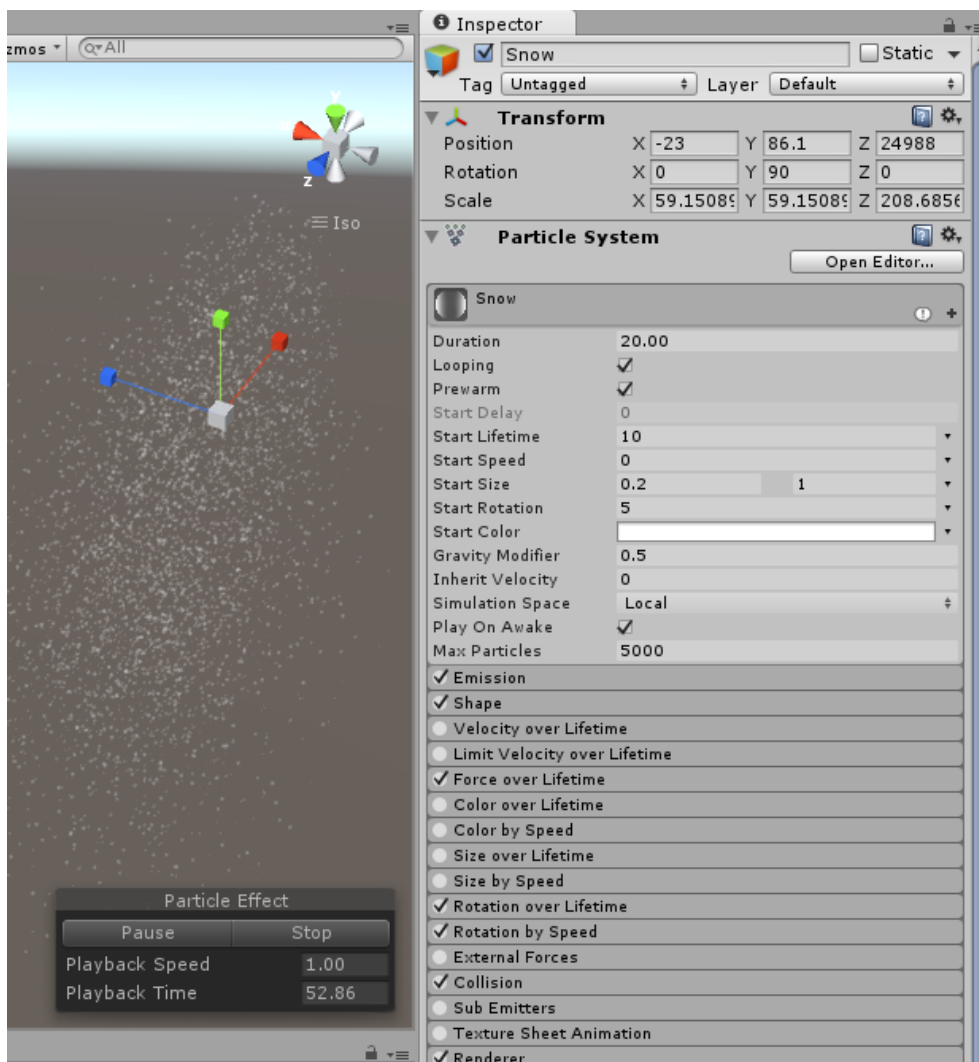 Inspector
zmos All
Snow Static
Tag Untagged Layer Default
Transform
Position X -23 Y 86.1 Z 24988
Rotation X 0 Y 90 Z 0
Scale X 59.15089 Y 59.15089 Z 208.6856
y
z
Iso
Particle System
Open Editor...
Snow
Duration 20.00
Looping
Prewarm
Start Delay 0
Start Lifetime 10
Start Speed 0
Start Size 0.2 1
Start Rotation 5
Start Color
Gravity Modifier 0.5
Inherit Velocity 0
Simulation Space Local
Play On Awake
Max Particles 5000
Emission
Shape
Velocity over Lifetime
Limit Velocity over Lifetime
Force over Lifetime
Color over Lifetime
Color by Speed
Size over Lifetime
Size by Speed
Rotation over Lifetime
Rotation by Speed
External Forces
Collision
Sub Emitters
Texture Sheet Animation
Renderer
Particle Effect
Pause Stop
Playback Speed 1.00
Playback Time 52.86